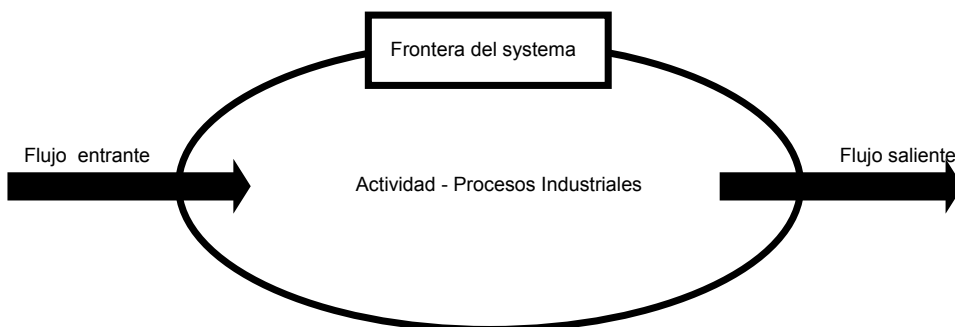 Frontera del systema
Flujo entrante
Flujo saliente
Actividad - Procesos Industriales